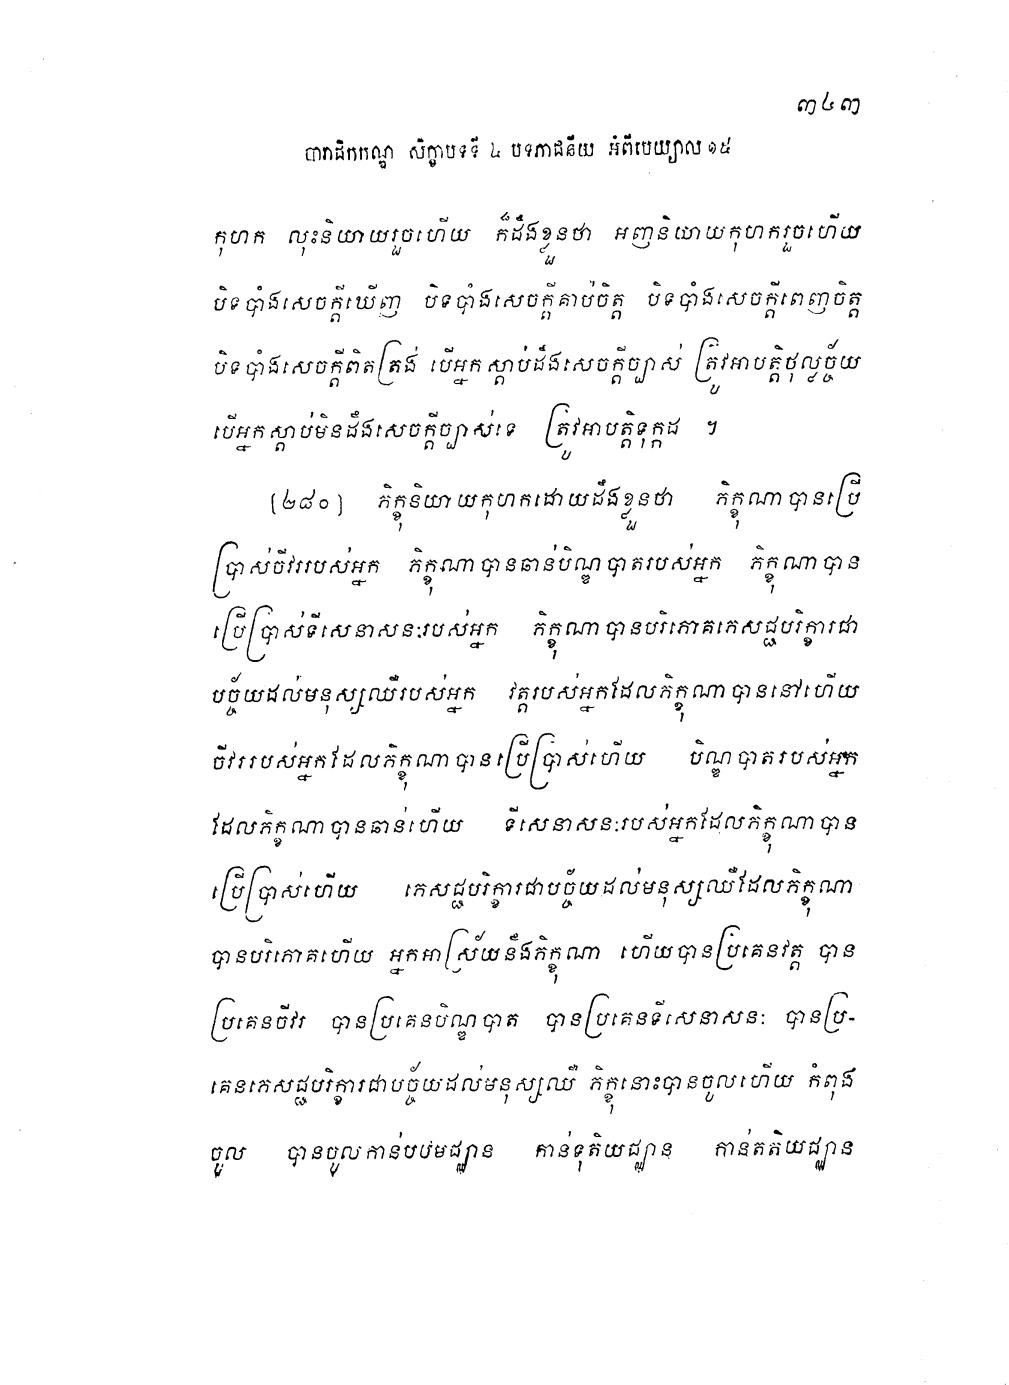 ៣៤៣
បារាជិកកណ្ឌ សិក្ខាបទទី ៤ បទភាជនីយ អំពីបេយ្យាល ១៥
កុហក លុះនិយាយរួចហើយ ក៏ដឹងខ្លួនថា អញនិយាយកុហករួចហើយ
បិទបាំងសេចក្តីឃើញ បិទបាំងសេចក្តីគាប់ចិត្ត បិទបាំងសេចក្តីពេញចិត្ត
បិទបាំងសេចក្តីពិតត្រង់ បើអ្នកស្តាប់ដឹងសេចក្តីច្បាស់ ត្រូវអាបត្តិថុល្លច្ច័យ
បើអ្នកស្តាប់មិនដឹងសេចក្តីច្បាស់ទេ ត្រូវអាបត្តិទុក្កដ ។
(២៨០) ភិក្ខុនិយាយកុហកដោយដឹងខ្លួនថា ភិក្ខុណាបានប្រើ
ប្រាស់ចីវររបស់អ្នក ភិក្ខុណាបានឆាន់បិណ្ឌបាតរបស់អ្នក ភិក្ខុណាបាន
ប្រើប្រាស់ទីសេនាសនៈរបស់អ្នក ភិក្ខុណាបានបរិភោគភេសជ្ជបរិក្ខារជា
បច្ច័យដល់មនុស្សឈឺរបស់អ្នក វត្តរបស់អ្នកដែលភិក្ខុណាបាននៅហើយ
ចីវររបស់អ្នកដែលភិក្ខុណាបានប្រើប្រាស់ហើយ បិណ្ឌបាតរបស់អ្នក
ដែលភិក្ខុណាបានឆាន់ហើយ ទីសេនាសនៈរបស់អ្នកដែលភិក្ខុណាបាន
ប្រើប្រាស់ហើយ ភេសជ្ជបរិក្ខារជាបច្ច័យដល់មនុស្សឈឺដែលភិក្ខុណា
បានបរិភោគហើយ អ្នកអាស្រ័យនឹងភិក្ខុណា ហើយបានប្រគេនវត្ត បាន
ប្រគេនចីវរ បានប្រគេនបិណ្ឌបាត បានប្រគេនទីសេនាសនៈ បានប្រ-
គេនភេសជ្ជបរិក្ខារជាបច្ច័យដល់មនុស្សឈឺ ភិក្ខុនោះបានចូលហើយ កំពុង
ចូល បានចូលកាន់បឋមជ្ឈាន កាន់ទុតិយជ្ឈាន កាន់តតិយជ្ឈាន